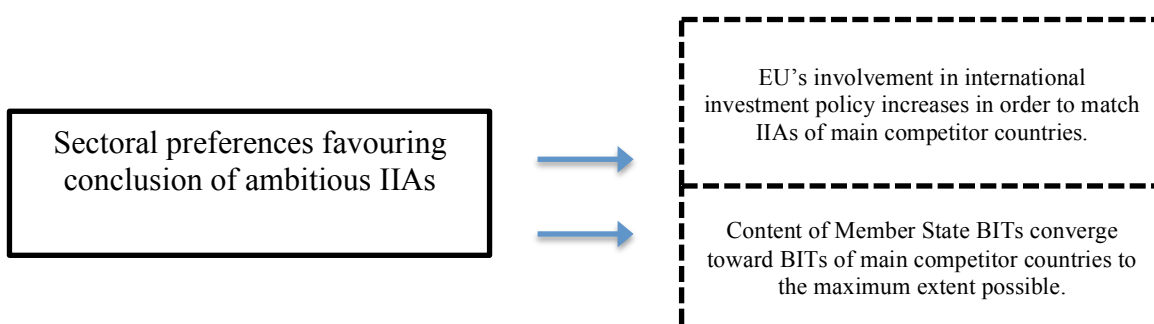 Sectoral preferences favouring
conclusion of ambitious IIAs
EU’s involvement in international
investment policy increases in order to match
IIAs of main competitor countries.
Content of Member State BITs converge
toward BITs of main competitor countries to
the maximum extent possible.